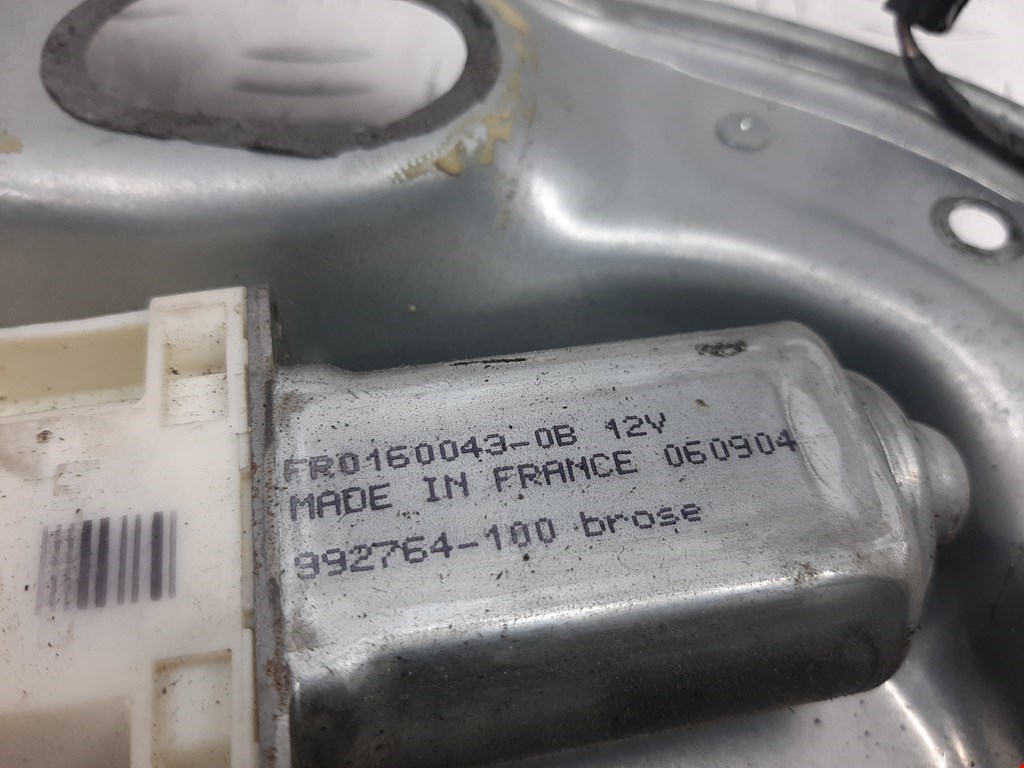 FR0160043-0B 12V
MADE IN FRANCE 060904
992764-100 brose